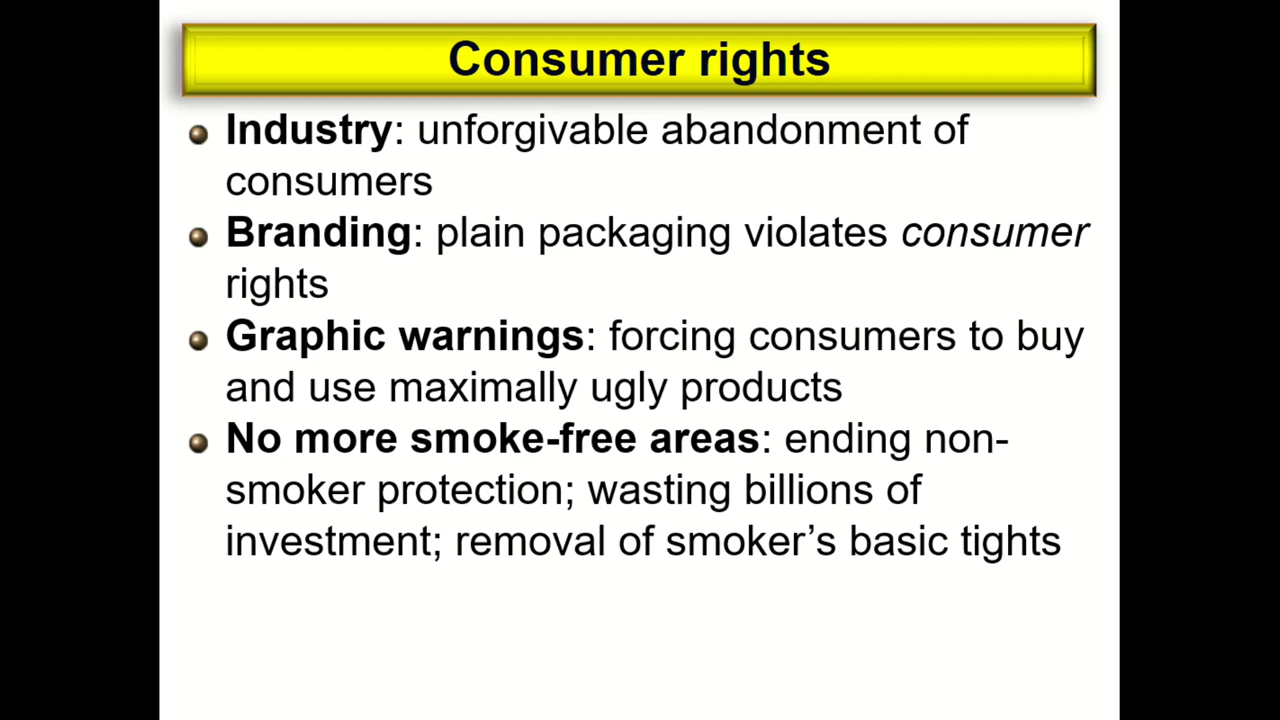 Consumer rights
Industry: unforgivable abandonment of
consumers
Branding: plain packaging violates consumer
rights
Graphic warnings: forcing consumers to buy
and use maximally ugly products
No more smoke-free areas: ending non-
smoker protection; wasting billions of
investment; removal of smoker’s basic tights